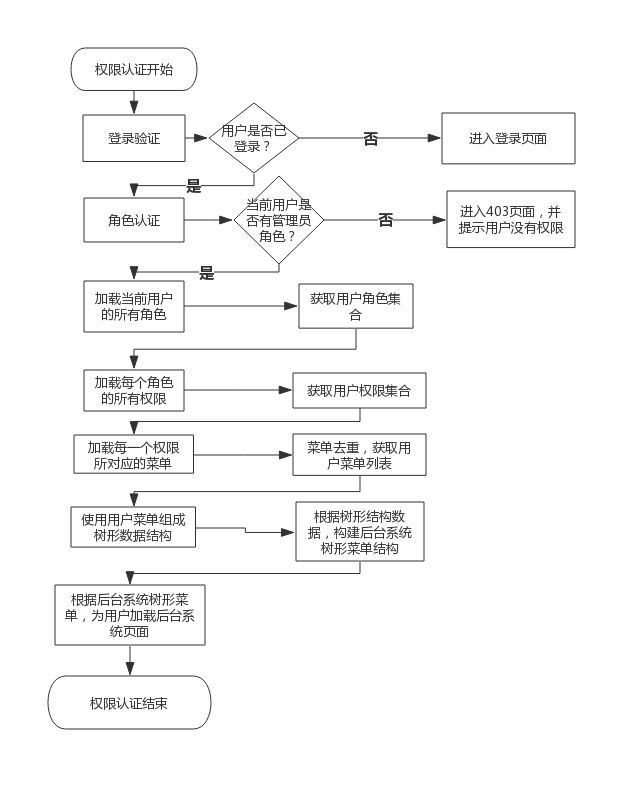 权限认证开始
登录验证
用户是否已
登录？
否
进入登录页面
是
角色认证
当前用户是
否有管理员
角色？
否
进入403页面，并
提示用户没有权限
是
加载当前用户
的所有角色
获取用户角色集
合
加载每个角色
的所有权限
获取用户权限集合
加载每一个权限
所对应的菜单
菜单去重，获取用
户菜单列表
使用用户菜单组成
树形数据结构
根据树形结构数
据，构建后台系统
树形菜单结构
根据后台系统树形菜
单，为用户加载后台系
统页面
权限认证结束